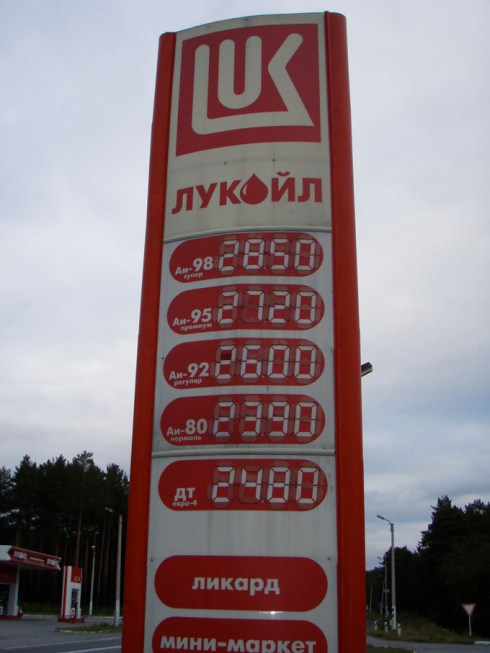 LUK
ЛУКОЙЛ
Аи-98 2850
супер
Аи-95 2720
премиум
Аи-92 2600
регуляр
Аи-80 2390
нормаль
ДТ 2480
евро-4
ЛИКАРД
МИНИ-МАРКЕТ